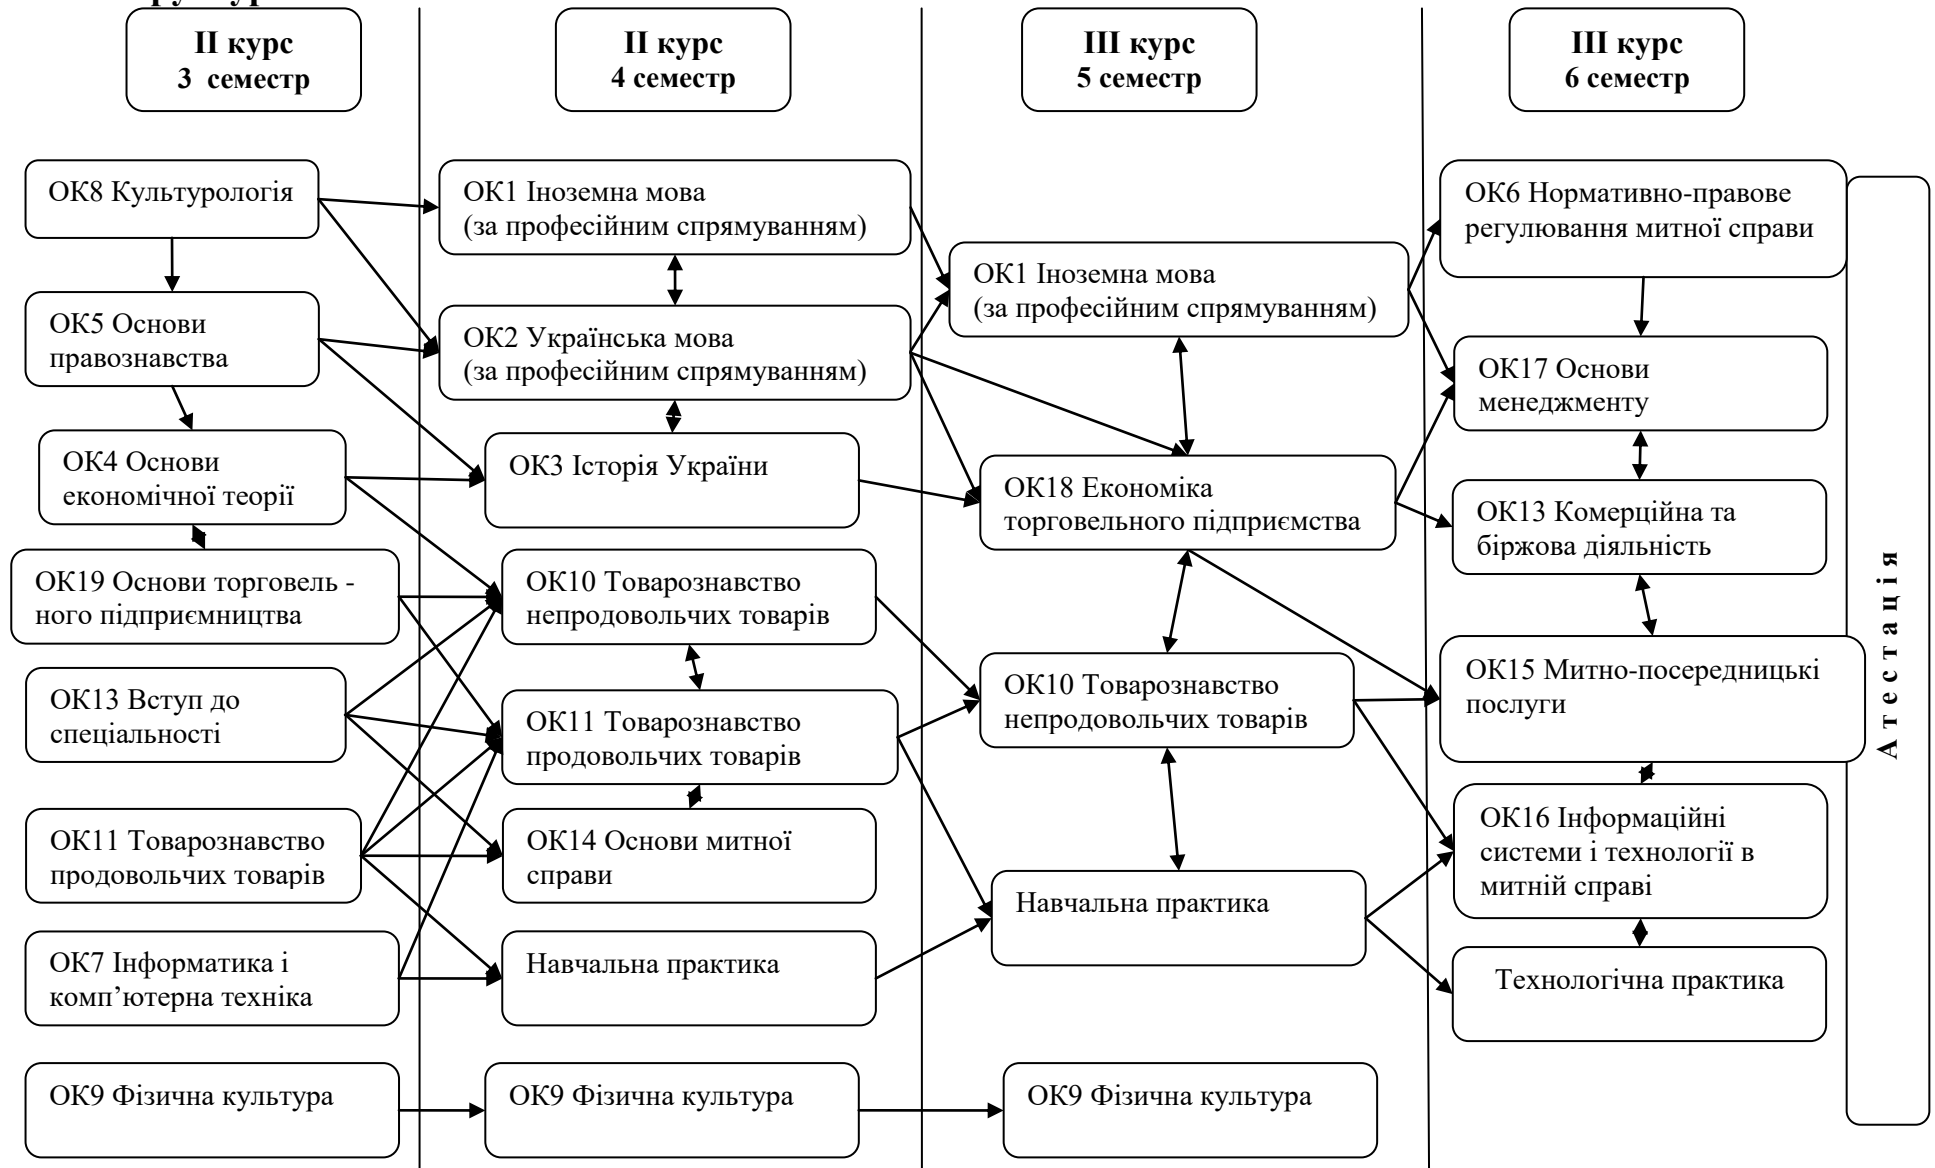 ІІ курс
3 семестр
ІІ курс
4 семестр
ІІІ курс
5 семестр
ІІІ курс
6 семестр
ОК8 Культурологія
ОК5 Основи
правознавства
ОК4 Основи
економічної теорії
ОК19 Основи торговель -
ного підприємництва
ОК13 Вступ до
спеціальності
ОК11 Товарознавство
продовольчих товарів
ОК7 Інформатика і
комп’ютерна техніка
ОК9 Фізична культура
ОК1 Іноземна мова
(за професійним спрямуванням)
ОК2 Українська мова
(за професійним спрямуванням)
ОК3 Історія України
ОК10 Товарознавство
непродовольчих товарів
ОК11 Товарознавство
продовольчих товарів
ОК14 Основи митної
справи
Навчальна практика
ОК9 Фізична культура
ОК1 Іноземна мова
(за професійним спрямуванням)
ОК18 Економіка
торговельного підприємства
ОК10 Товарознавство
непродовольчих товарів
Навчальна практика
ОК9 Фізична культура
ОК6 Нормативно-правове
регулювання митної справи
ОК17 Основи
менеджменту
ОК13 Комерційна та
біржова діяльність
ОК15 Митно-посередницькі
послуги
ОК16 Інформаційні
системи і технології в
митній справі
Технологічна практика
Атестація